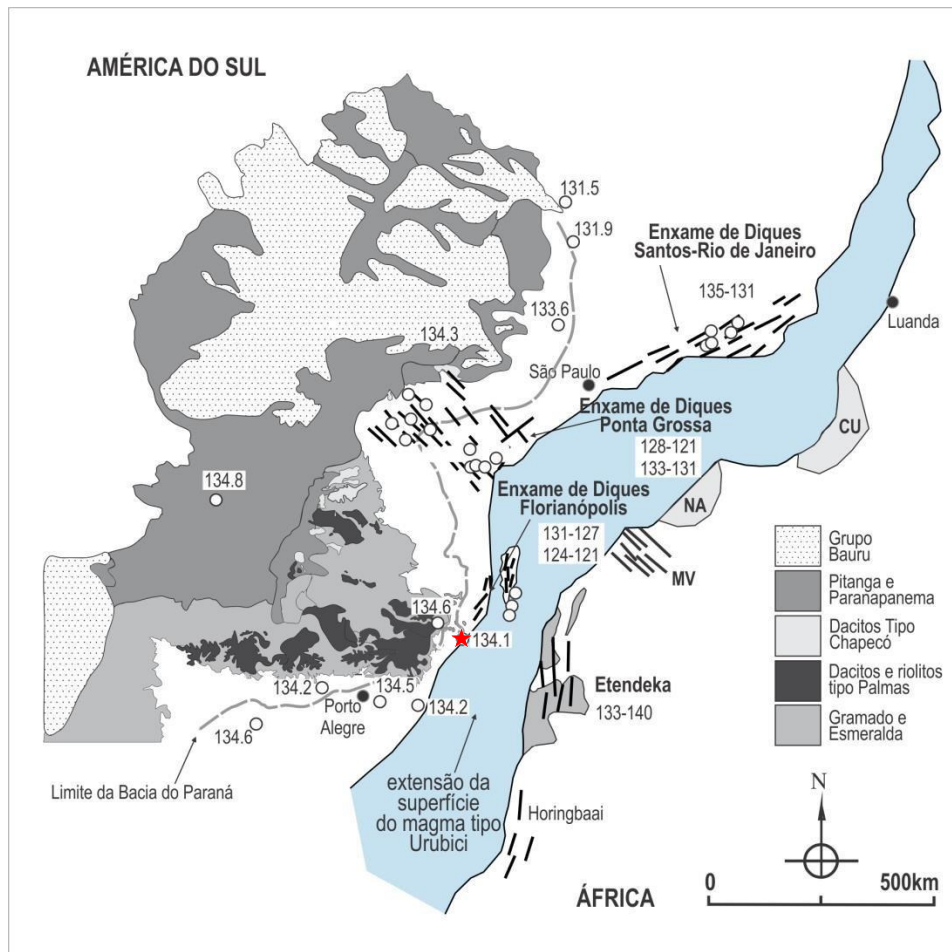 AMÉRICA DO SUL
131.5
131.9
Enxame de Diques
Santos-Rio de Janeiro
135-131
133.6
134.3
Luanda
São Paulo
Enxame de Diques
Ponta Grossa
128-121
133-131
CU
134.8
Enxame de Diques
Florianópolis
131-127
124-121
NA
MV
Grupo
Bauru
Pitanga e
Paranapanema
Dacitos Tipo
Chapecó
Dacitos e riolitos
tipo Palmas
Gramado e
Esmeralda
134.6
134.1
134.2
134.5
Porto
Alegre
134.2
134.6
Etendeka
133-140
Limite da Bacia do Paraná
extensão da
superfície
do magma tipo
Urubici
Horingbaai
N
ÁFRICA
0 500km